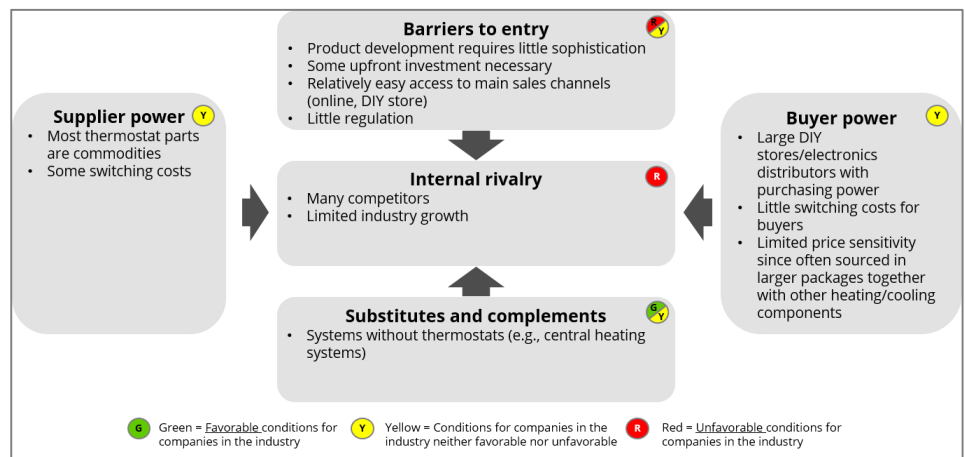 Barriers to entry
R
Y
• Product development requires little sophistication
• Some upfront investment necessary
• Relatively easy access to main sales channels
(online, DIY store)
• Little regulation
Supplier power
Y
• Most thermostat parts
are commodities
• Some switching costs
Internal rivalry
R
• Many competitors
• Limited industry growth
Buyer power
Y
• Large DIY
stores/electronics
distributors with
purchasing power
• Little switching costs for
buyers
• Limited price sensitivity
since often sourced in
larger packages together
with other heating/cooling
components
Substitutes and complements
G
Y
• Systems without thermostats (e.g., central heating
systems)
G
Green = Favorable conditions for
companies in the industry
Y
Yellow = Conditions for companies in the
industry neither favorable nor unfavorable
R
Red = Unfavorable conditions for
companies in the industry